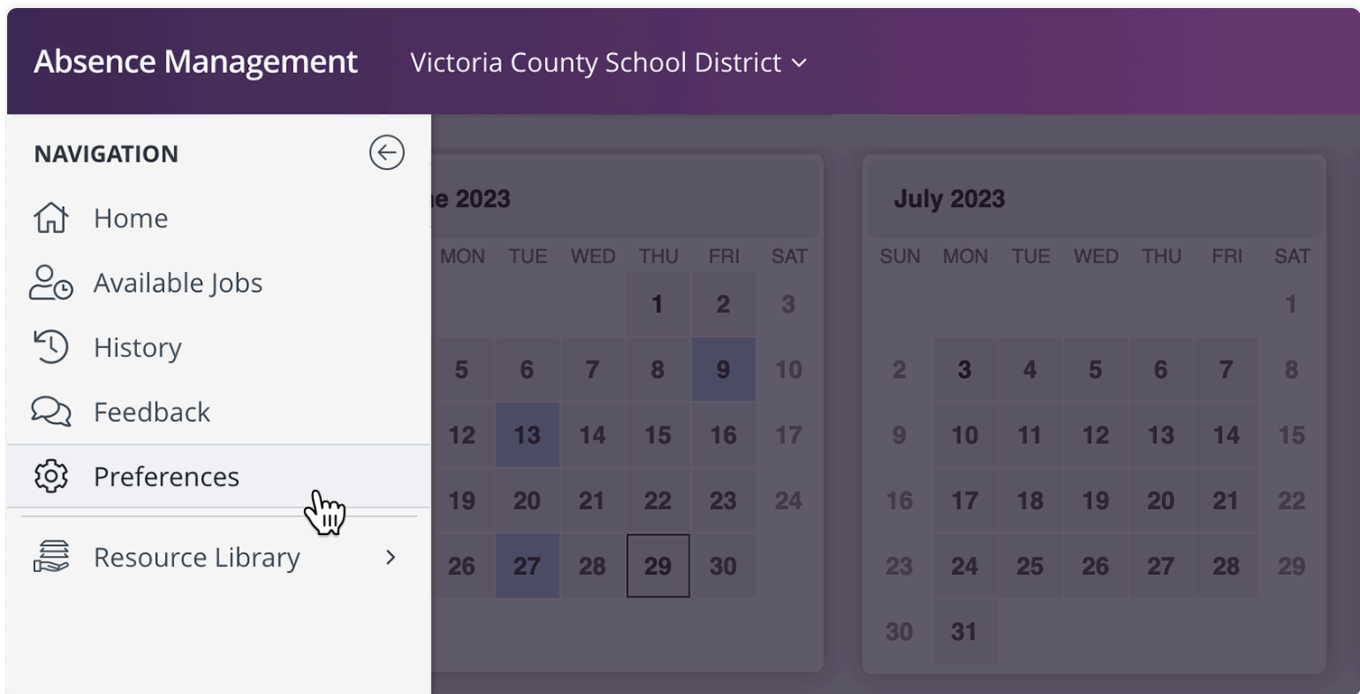 Absence Management
Victoria County School District
NAVIGATION
Home
Available Jobs
History
Feedback
Preferences
Resource Library
2023
MON TUE WED THU FRI SAT
1 2 3
5 6 7 8 9 10
12 13 14 15 16 17
19 20 21 22 23 24
26 27 28 29 30
July 2023
SUN MON TUE WED THU FRI SAT
1
2 3 4 5 6 7 8
9 10 11 12 13 14 15
16 17 18 19 20 21 22
23 24 25 26 27 28 29
30 31